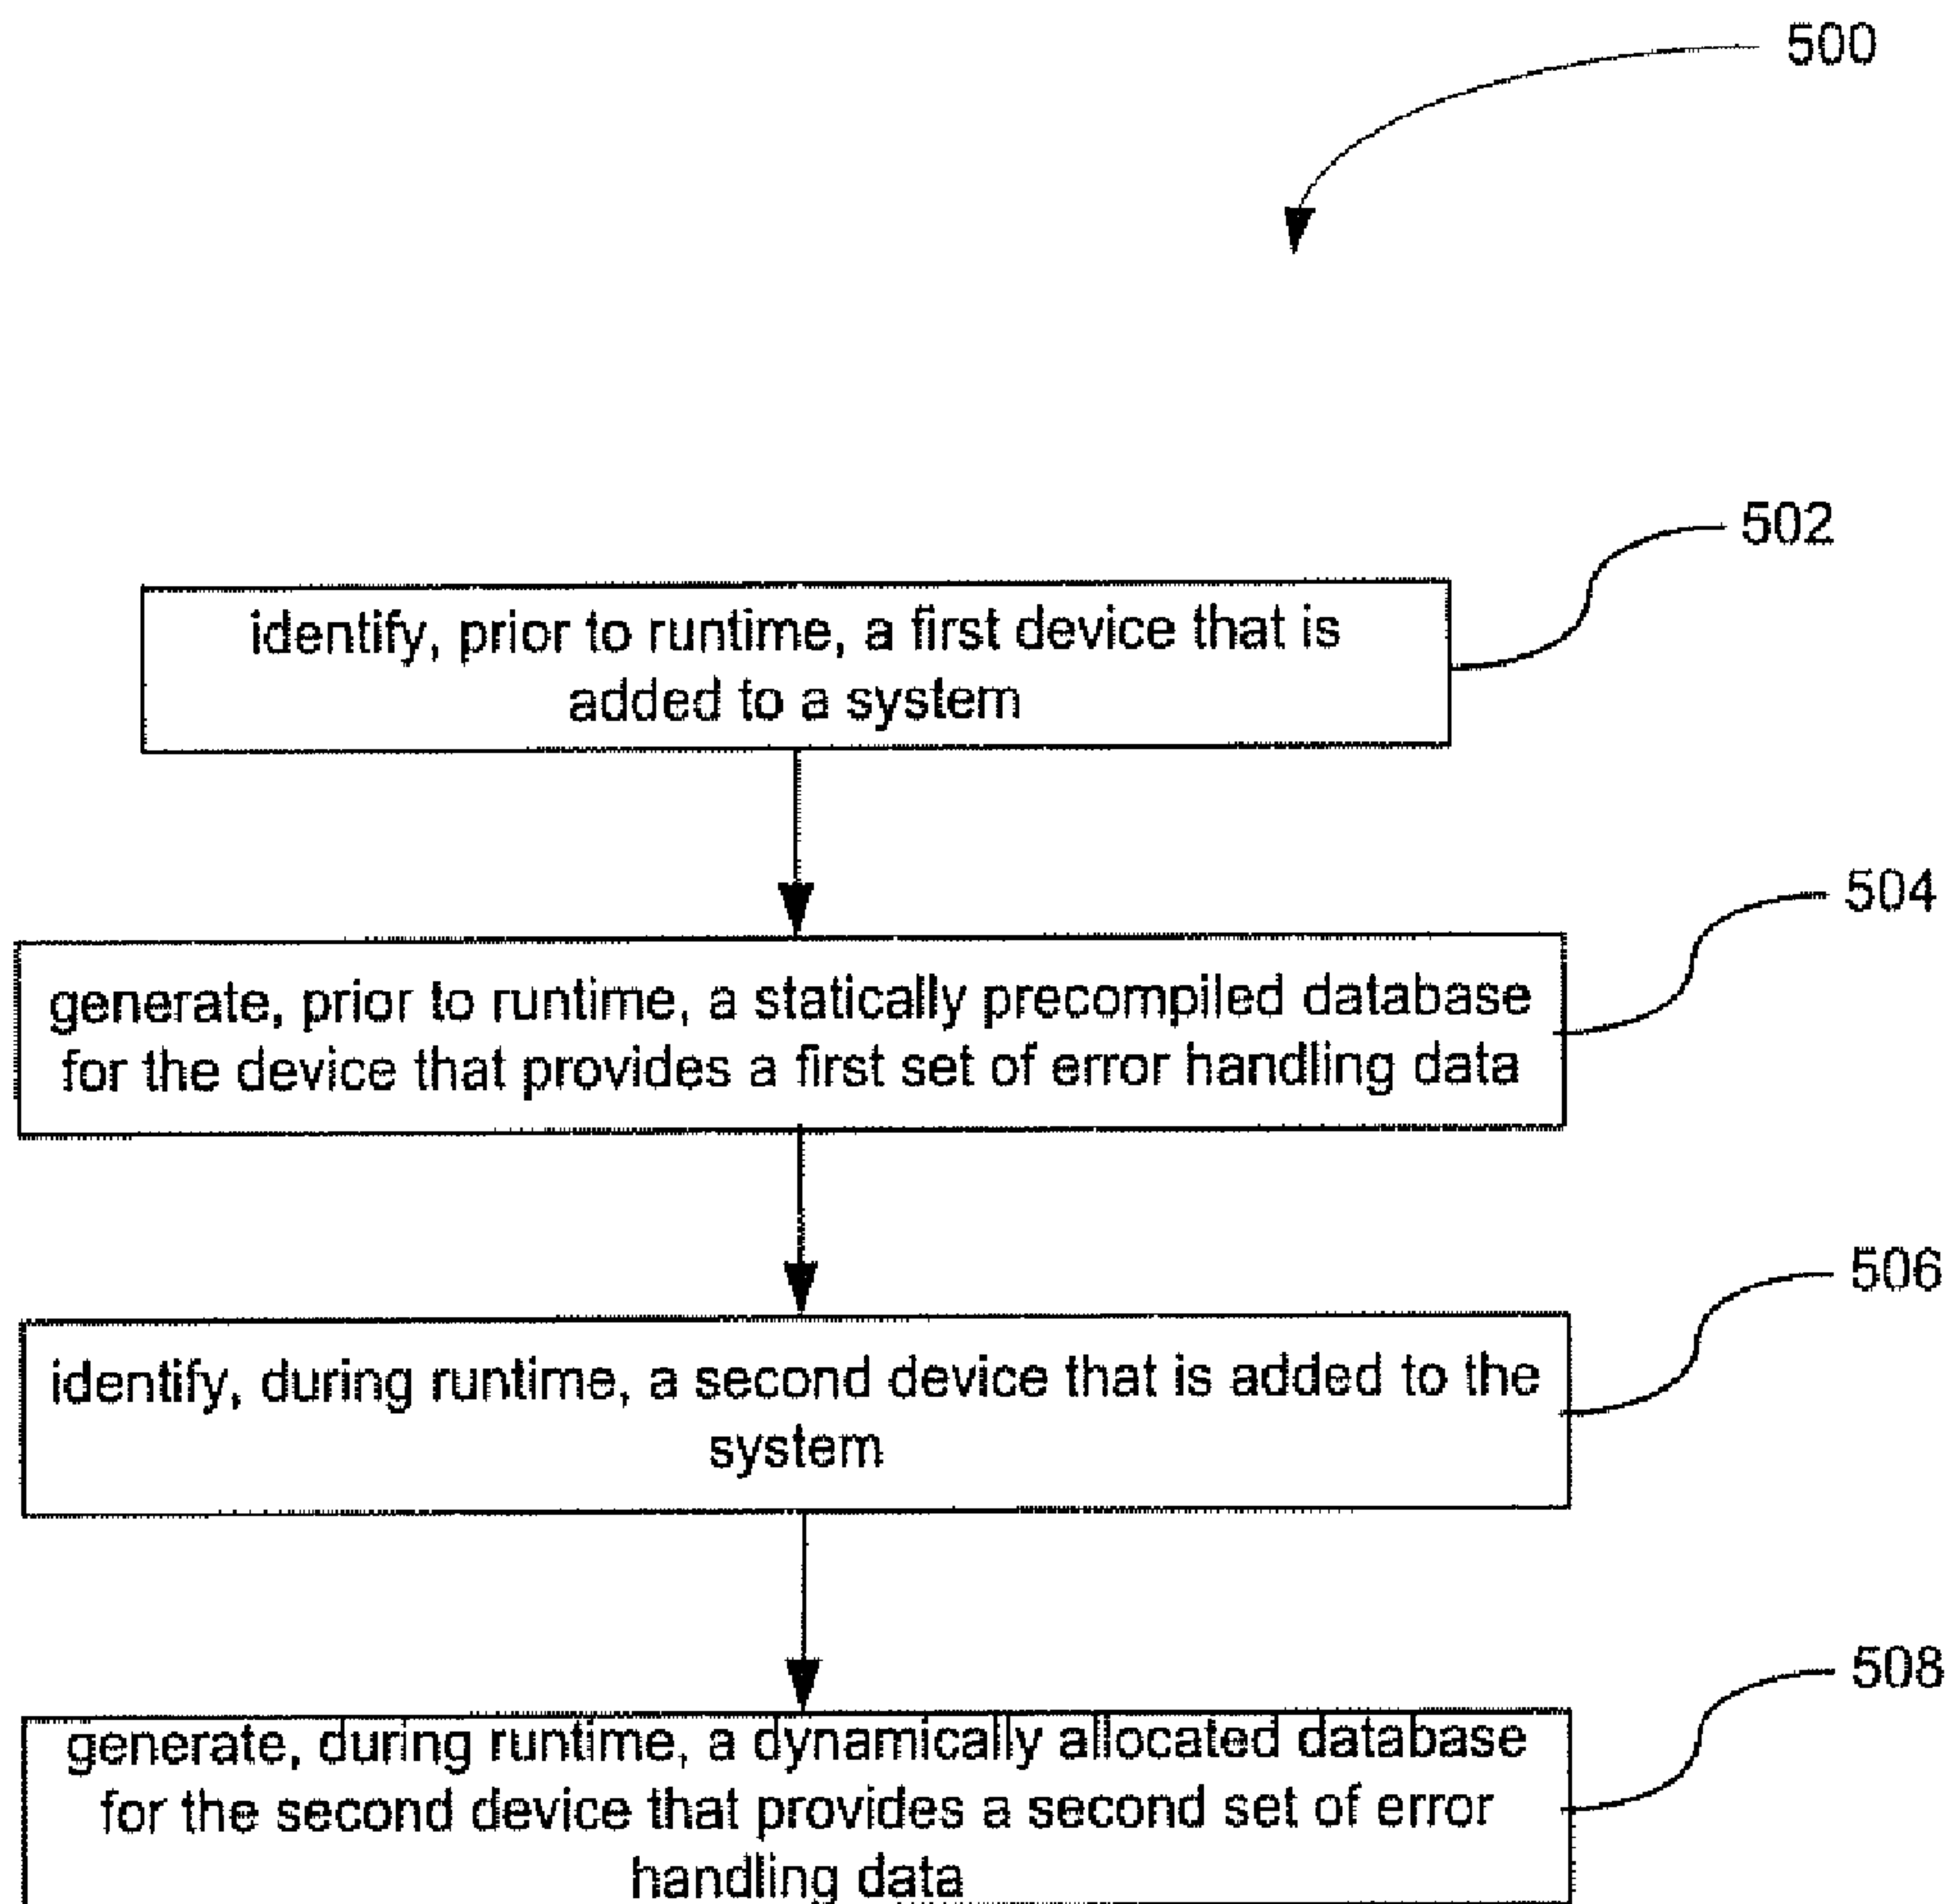 500
502
identify, prior to runtime, a first device that is
added to a system
504
generate, prior to runtime, a statically precompiled database
for the device that provides a first set of error handling data
506
identify, during runtime, a second device that is added to the
system
508
generate, during runtime, a dynamically allocated database
for the second device that provides a second set of error
handling data